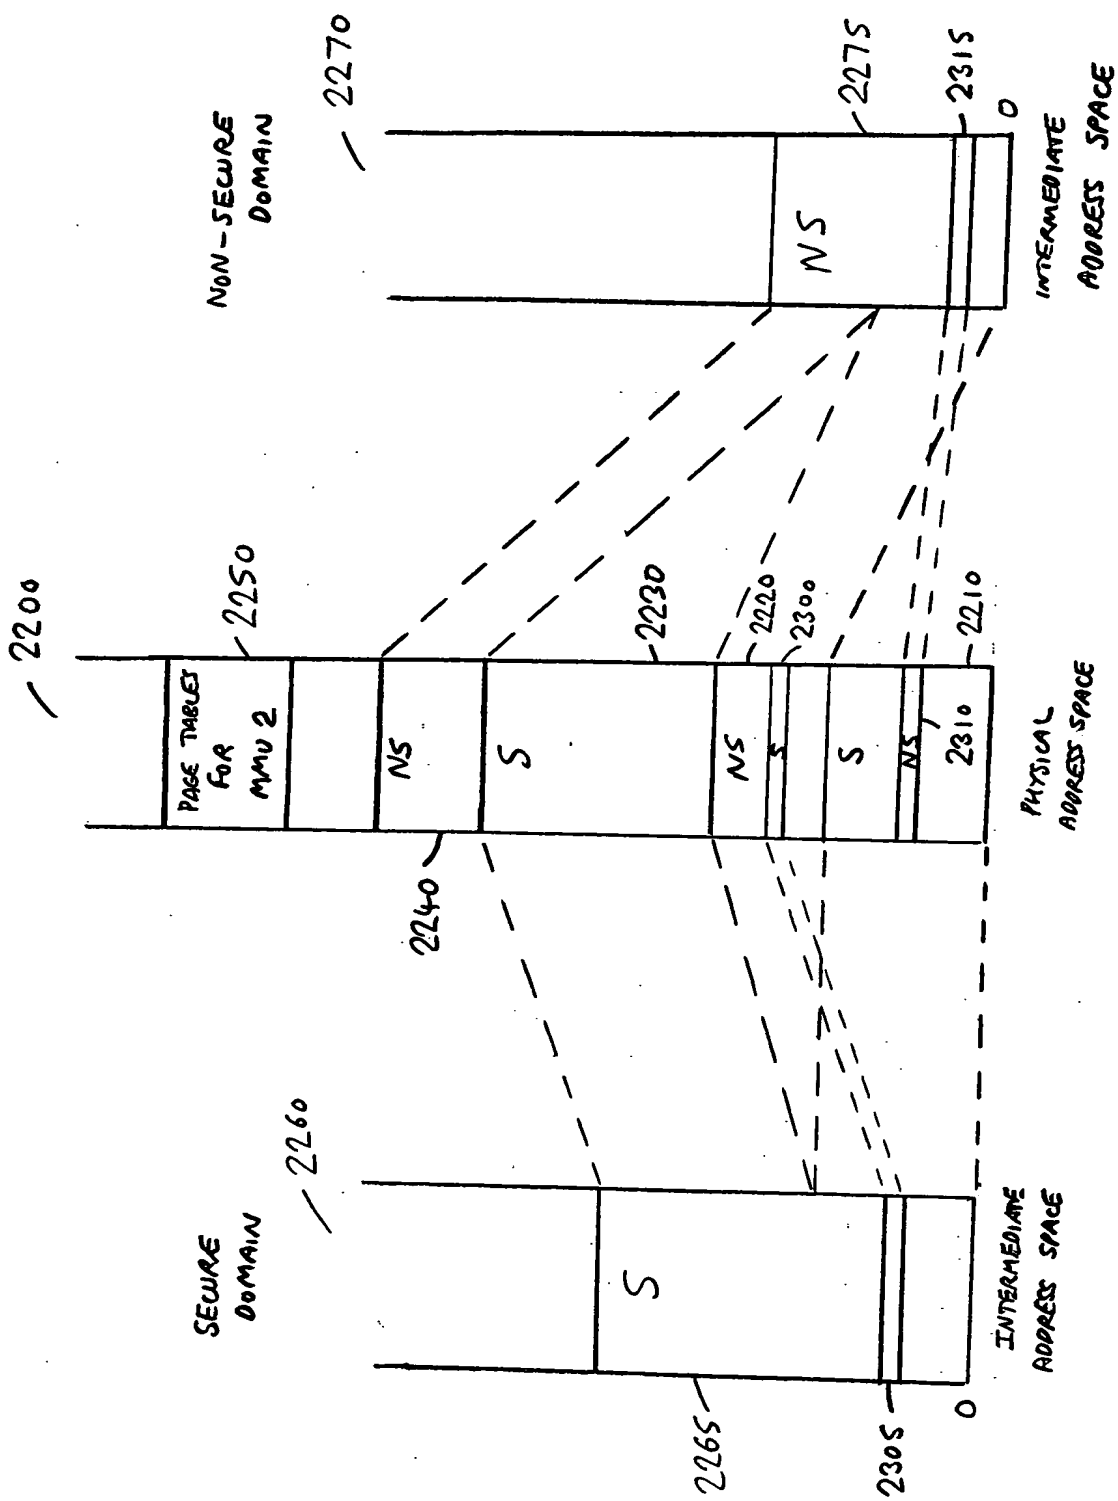 2200
SECURE
DOMAIN
2260
NON-SECURE
DOMAIN
2270
PAGE TABLES
FOR
MMU 2
2250
NS
2240
S
2230
NS
2220
S
2300
S
NS
2310
2210
S
2265
2305
0
NS
2275
2315
0
INTERMEDIATE
ADDRESS SPACE
PHYSICAL
ADDRESS SPACE
INTERMEDIATE
ADDRESS SPACE